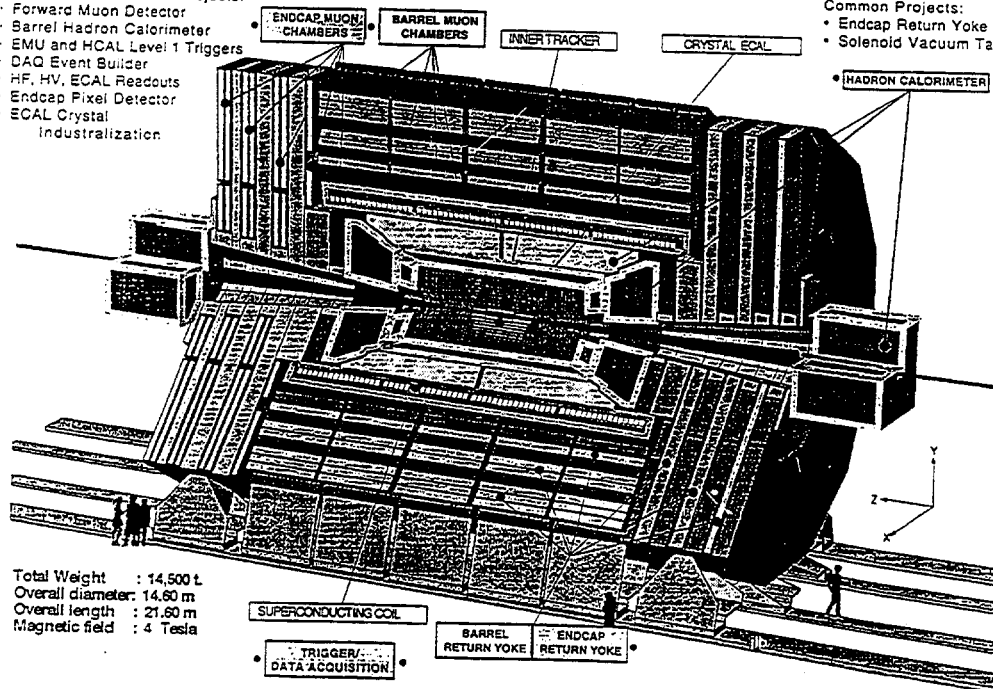 Forward Muon Detector
Barrel Hadron Calorimeter
EMU and HCAL Level 1 Triggers
DAQ Event Builder
HF, HV, ECAL Readouts
Endcap Pixel Detector
ECAL Crystal
Industralization
• ENDCAP MUON •
CHAMBERS
BARREL MUON
CHAMBERS
INNER TRACKER
CRYSTAL ECAL
Common Projects:
• Endcap Return Yoke
• Solenoid Vacuum Ta
• HADRON CALORIMETER
Y
Z
X
Total Weight : 14,500 t.
Overall diameter: 14.60 m
Overall length : 21.60 m
Magnetic field : 4 Tesla
SUPERCONDUCTING COIL
BARREL
RETURN YOKE
ENDCAP
RETURN YOKE •
• TRIGGER/ •
DATA ACQUISITION